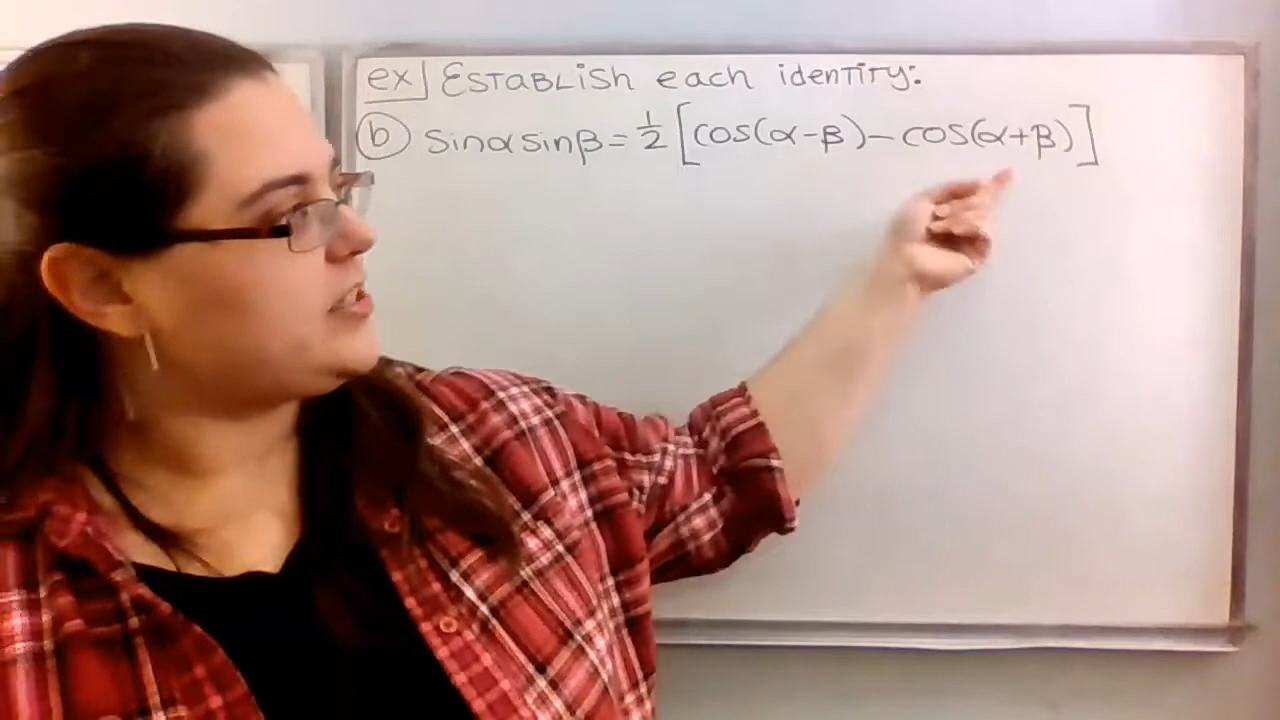 ex] Establish each identity:
(b) sinα sinβ = 1/2 [cos(α-β) - cos(α+β)]